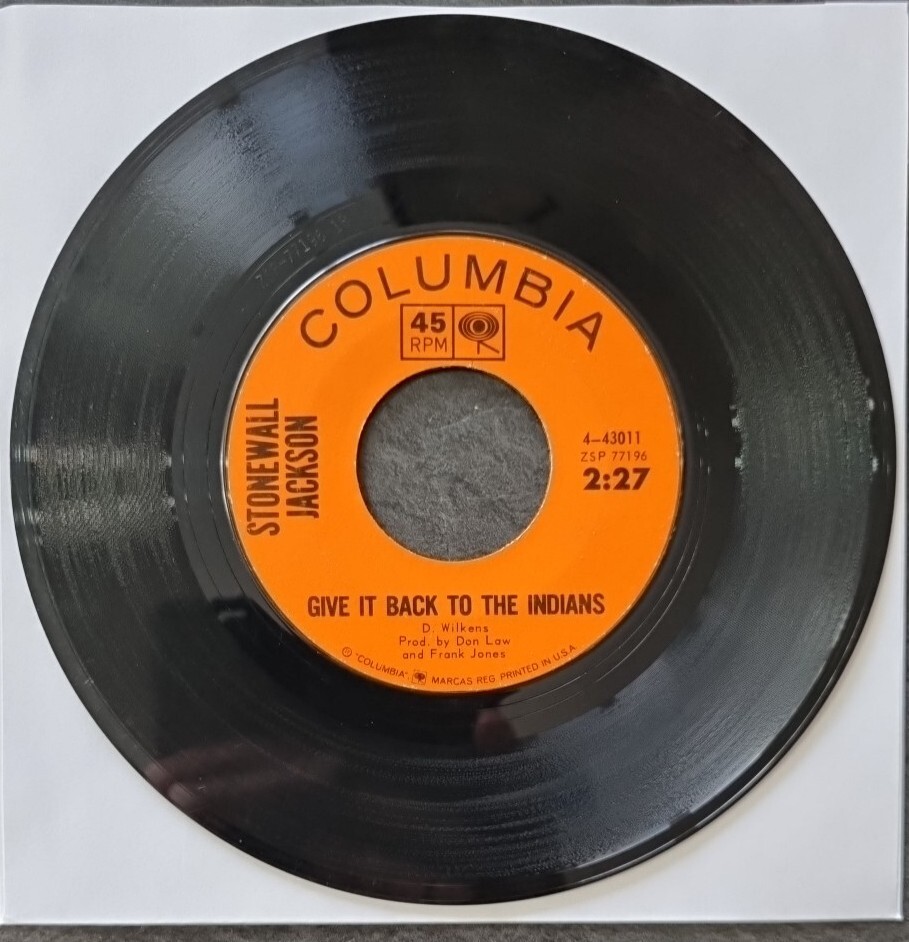 COLUMBIA
45
RPM
STONEWALL
JACKSON
4-43011
ZSP 77196
2:27
GIVE IT BACK TO THE INDIANS
D. Wilkens
Prod. by Don Law
and Frank Jones
Ⓟ "COLUMBIA", MARCAS REG. PRINTED IN U.S.A.